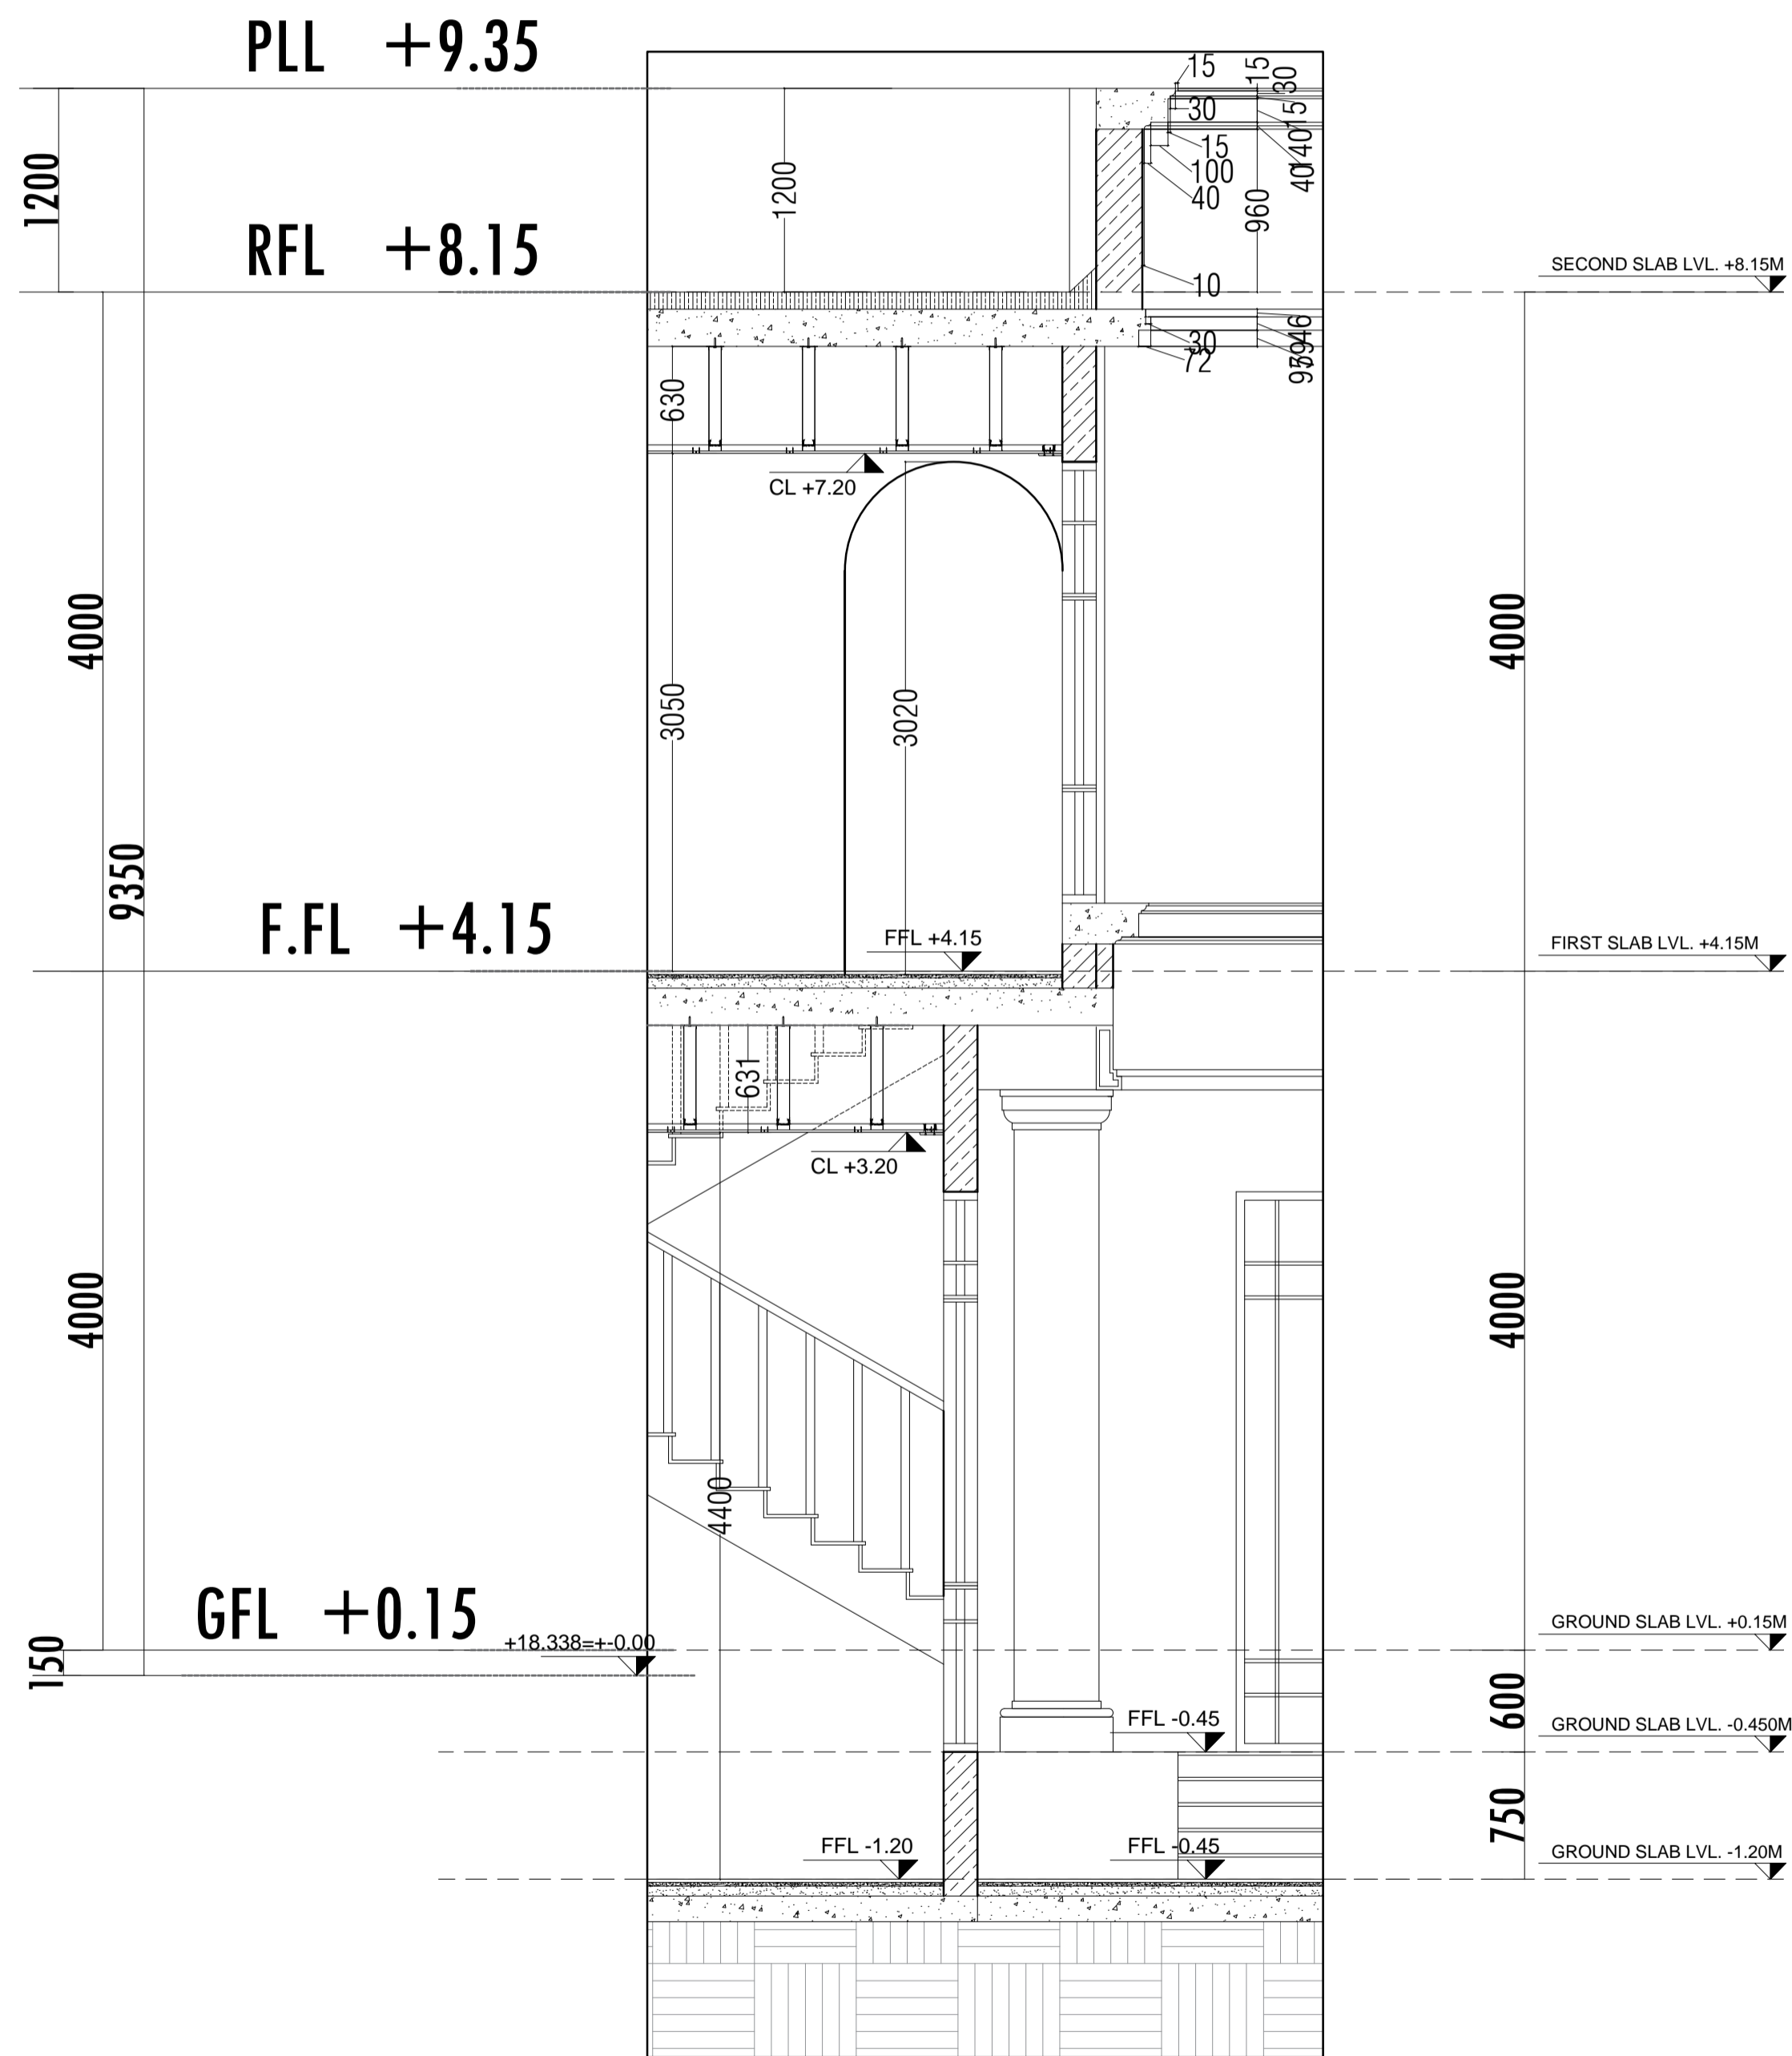 PLL +9.35
15
15
30
30
15
15
140
100
40
40
1200
1200
960
RFL +8.15
SECOND SLAB LVL. +8.15M
10
46
30
79
72
95
630
CL +7.20
4000
4000
3050
3020
9350
F.FL +4.15
FFL +4.15
FIRST SLAB LVL. +4.15M
631
CL +3.20
4000
4000
4400
GFL +0.15
+18.338=+-0.00
GROUND SLAB LVL. +0.15M
150
600
FFL -0.45
GROUND SLAB LVL. -0.450M
750
FFL -1.20
FFL -0.45
GROUND SLAB LVL. -1.20M